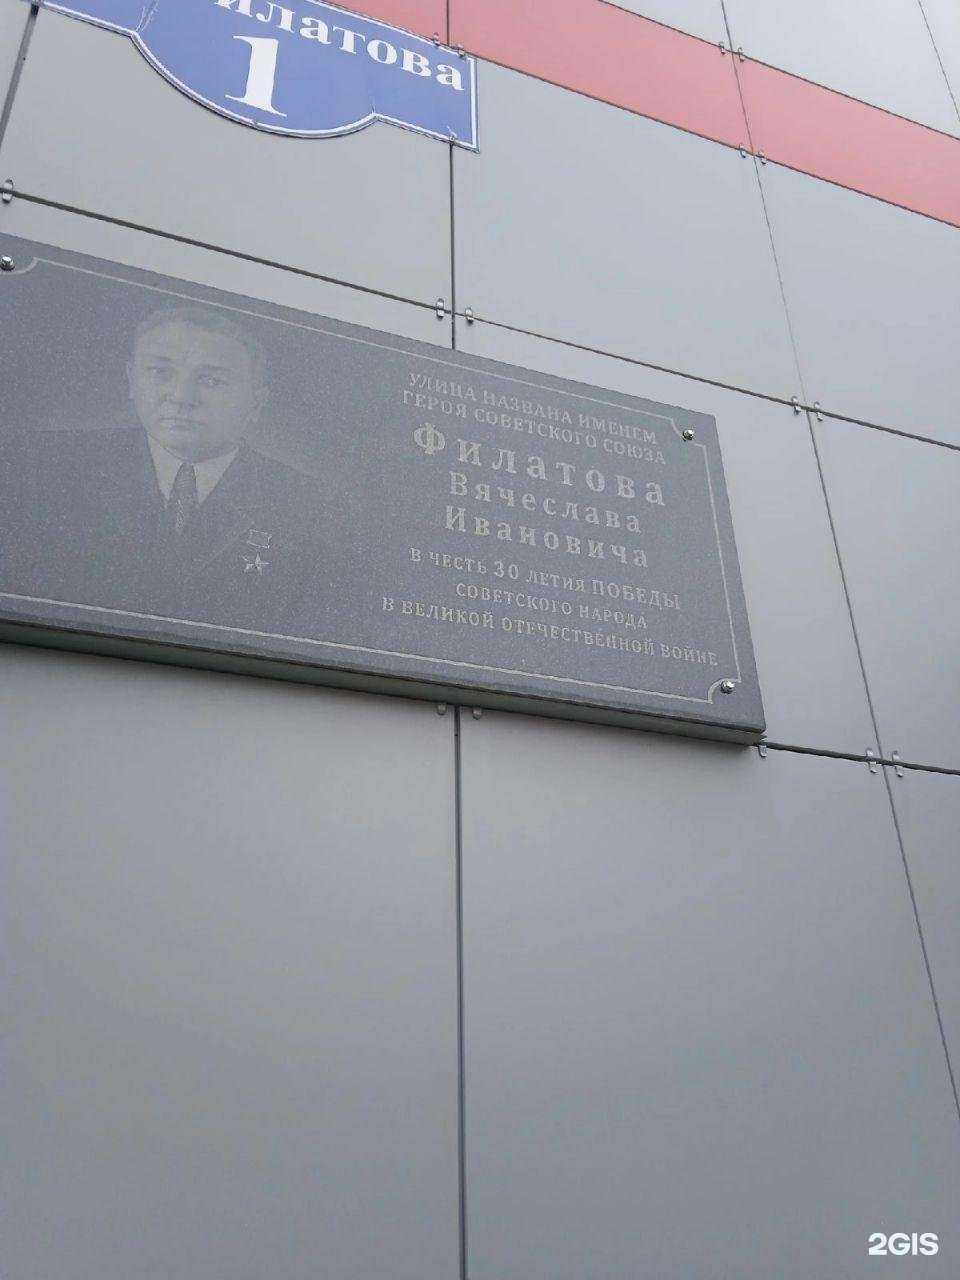 илатова
1
УЛИЦА НАЗВАНА ИМЕНЕМ
ГЕРОЯ СОВЕТСКОГО СОЮЗА
Филатова
Вячеслава
Ивановича
В ЧЕСТЬ 30 ЛЕТИЯ ПОБЕДЫ
СОВЕТСКОГО НАРОДА
В ВЕЛИКОЙ ОТЕЧЕСТВЕННОЙ ВОЙНЕ
2GIS